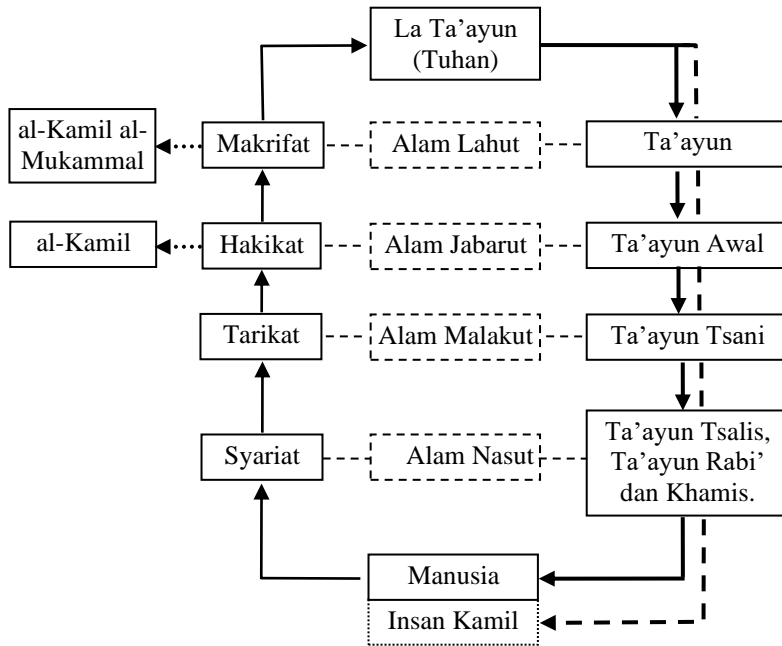 La Ta’ayun
(Tuhan)
al-Kamil al-
Mukammal
Makrifat
Alam Lahut
Ta’ayun
al-Kamil
Hakikat
Alam Jabarut
Ta’ayun Awal
Tarikat
Alam Malakut
Ta’ayun Tsani
Syariat
Alam Nasut
Ta’ayun Tsalis,
Ta’ayun Rabi’
dan Khamis.
Manusia
Insan Kamil